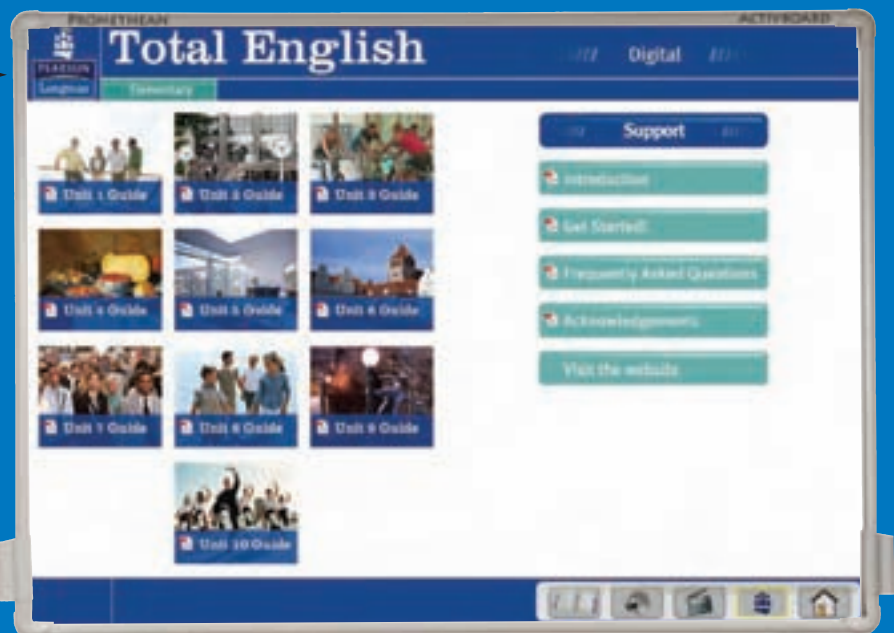 PROMETHEAN
ACTIVBOARD
PEARSON
Longman
Total English
Digital
Elementary
Unit 1 Guide
Unit 2 Guide
Unit 3 Guide
Unit 4 Guide
Unit 5 Guide
Unit 6 Guide
Unit 7 Guide
Unit 8 Guide
Unit 9 Guide
Unit 10 Guide
Support
Introduction
Get Started!
Frequently Asked Questions
Acknowledgements
Visit the website